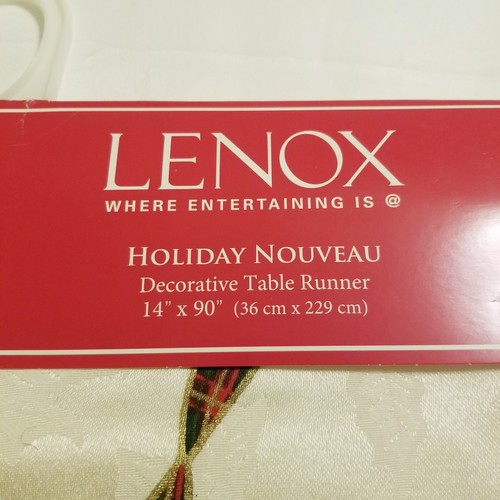 LENOX
WHERE ENTERTAINING IS @
HOLIDAY NOUVEAU
Decorative Table Runner
14" x 90" (36 cm x 229 cm)